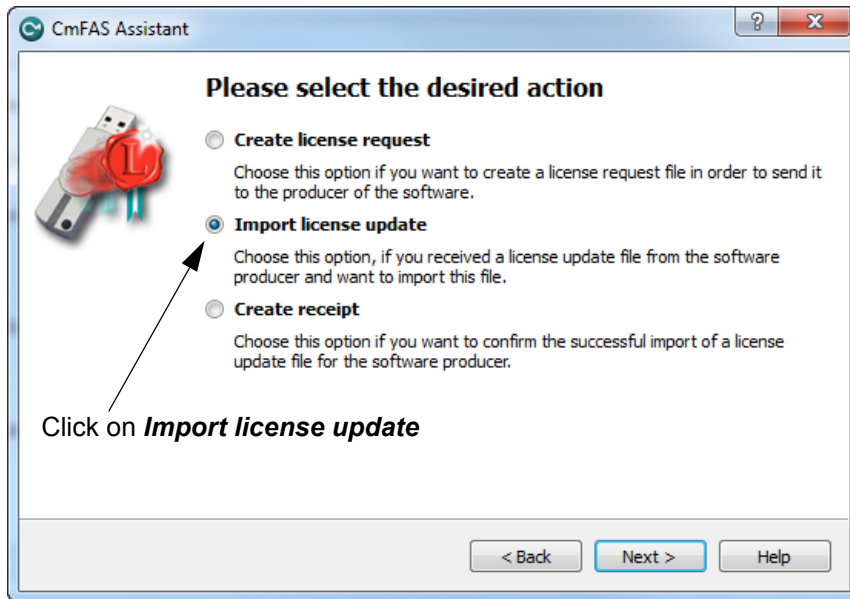 CmFAS Assistant
Please select the desired action
Create license request
Choose this option if you want to create a license request file in order to send it
to the producer of the software.
Import license update
Choose this option, if you received a license update file from the software
producer and want to import this file.
Create receipt
Choose this option if you want to confirm the successful import of a license
update file for the software producer.
Click on Import license update
< Back
Next >
Help